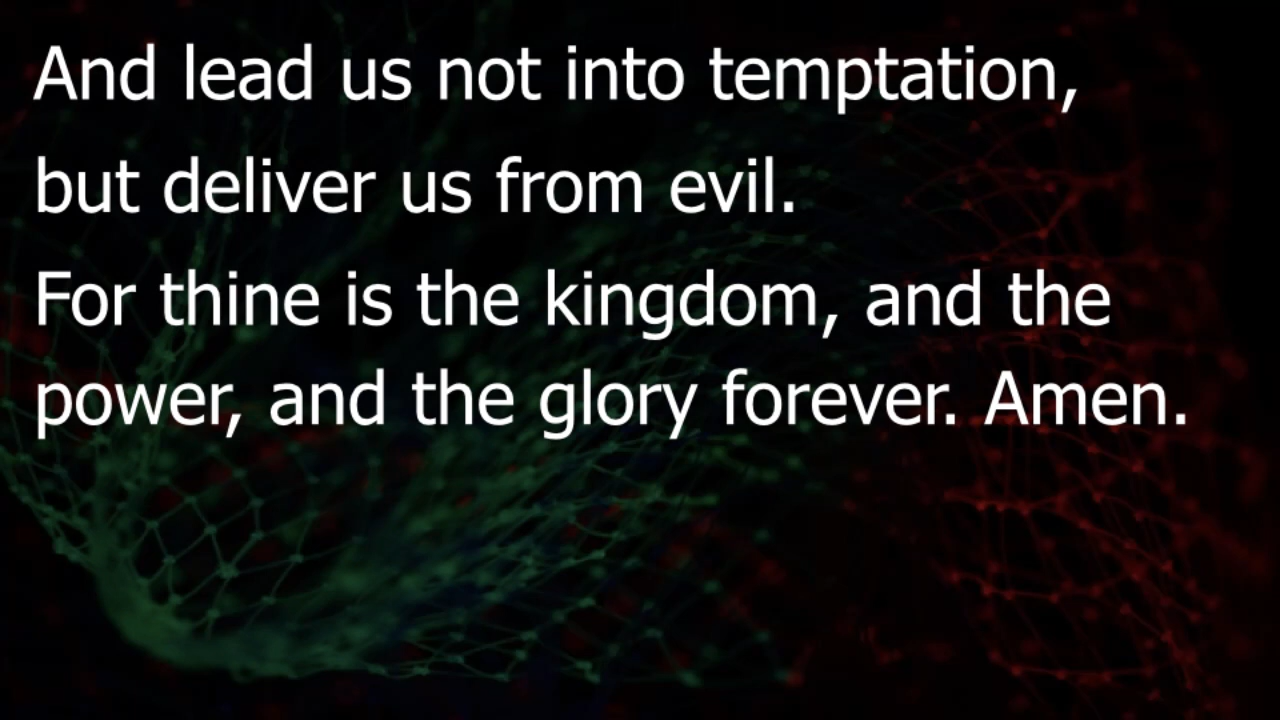 And lead us not into temptation,
but deliver us from evil.
For thine is the kingdom, and the
power, and the glory forever. Amen.